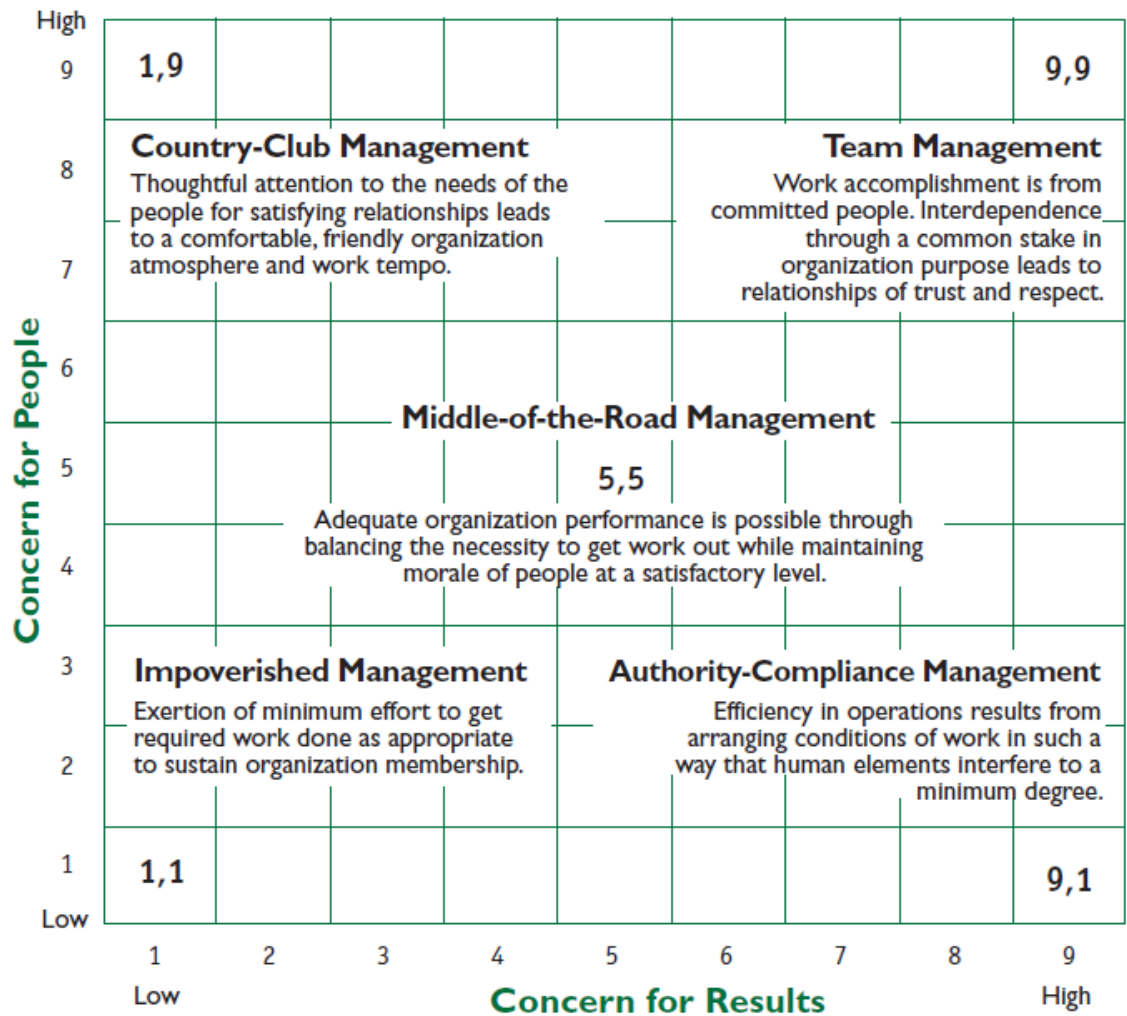 High
9
1,9
9,9
Country-Club Management
Thoughtful attention to the needs of the
people for satisfying relationships leads
to a comfortable, friendly organization
atmosphere and work tempo.
Team Management
Work accomplishment is from
committed people. Interdependence
through a common stake in
organization purpose leads to
relationships of trust and respect.
8
7
6
Concern for People
Middle-of-the-Road Management
5
5,5
Adequate organization performance is possible through
balancing the necessity to get work out while maintaining
morale of people at a satisfactory level.
4
3
Impoverished Management
Exertion of minimum effort to get
required work done as appropriate
to sustain organization membership.
Authority-Compliance Management
Efficiency in operations results from
arranging conditions of work in such a
way that human elements interfere to a
minimum degree.
2
1
1,1
9,1
Low
1 2 3 4 5 6 7 8 9
Low
Concern for Results
High